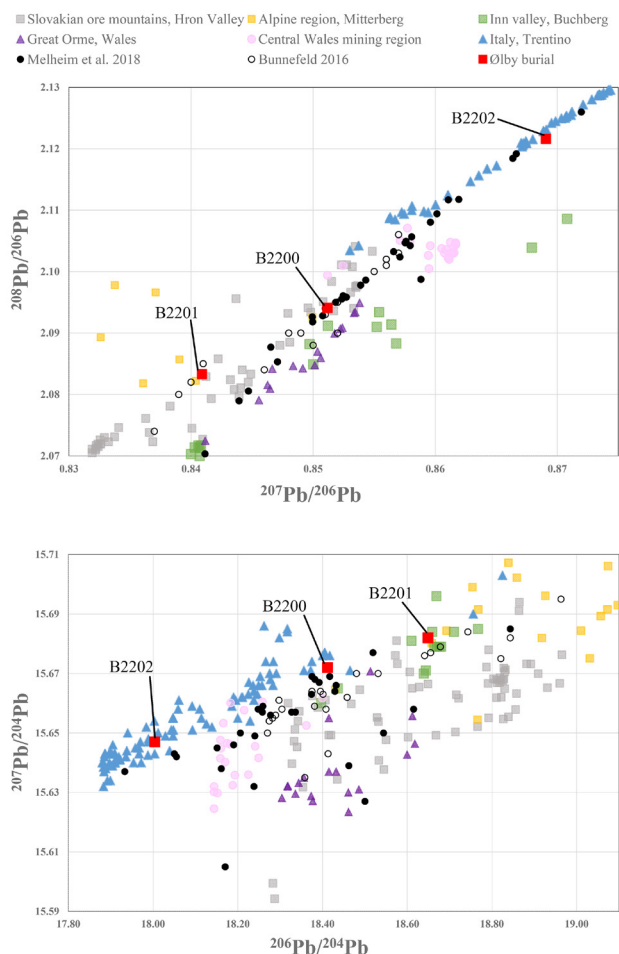 Slovakian ore mountains, Hron Valley Alpine region, Mitterberg Inn valley, Buchberg
Great Orme, Wales Central Wales mining region Italy, Trentino
Melheim et al. 2018 Bunnefeld 2016 Ølby burial
2.13
B2202
2.12
2.11
208Pb/206Pb
B2200
2.10
B2201
2.09
2.08
2.07
0.83 0.84 0.85 0.86 0.87
207Pb/206Pb
15.71
B2201
B2200
15.69
B2202
15.67
207Pb/204Pb
15.65
15.63
15.61
15.59
17.80 18.00 18.20 18.40 18.60 18.80 19.00
206Pb/204Pb